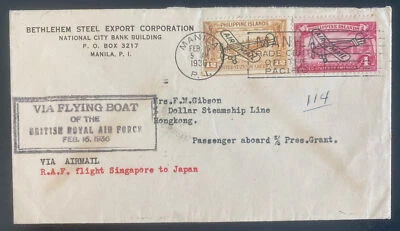 BETHLEHEM STEEL EXPORT CORPORATION
NATIONAL CITY BANK BUILDING
P. O. BOX 3217
MANILA, P. I.
PHILIPPINE ISLANDS
MANILA
FEB
1936
P. I.
VIA FLYING BOAT
OF THE
BRITISH ROYAL AIR FORCE
FEB. 16, 1936
Mrs.F.M.Gibson
Dollar Steamship Line
Hongkong.
114
Passenger aboard s/s Pres.Grant.
VIA AIRMAIL
R.A.F. flight Singapore to Japan